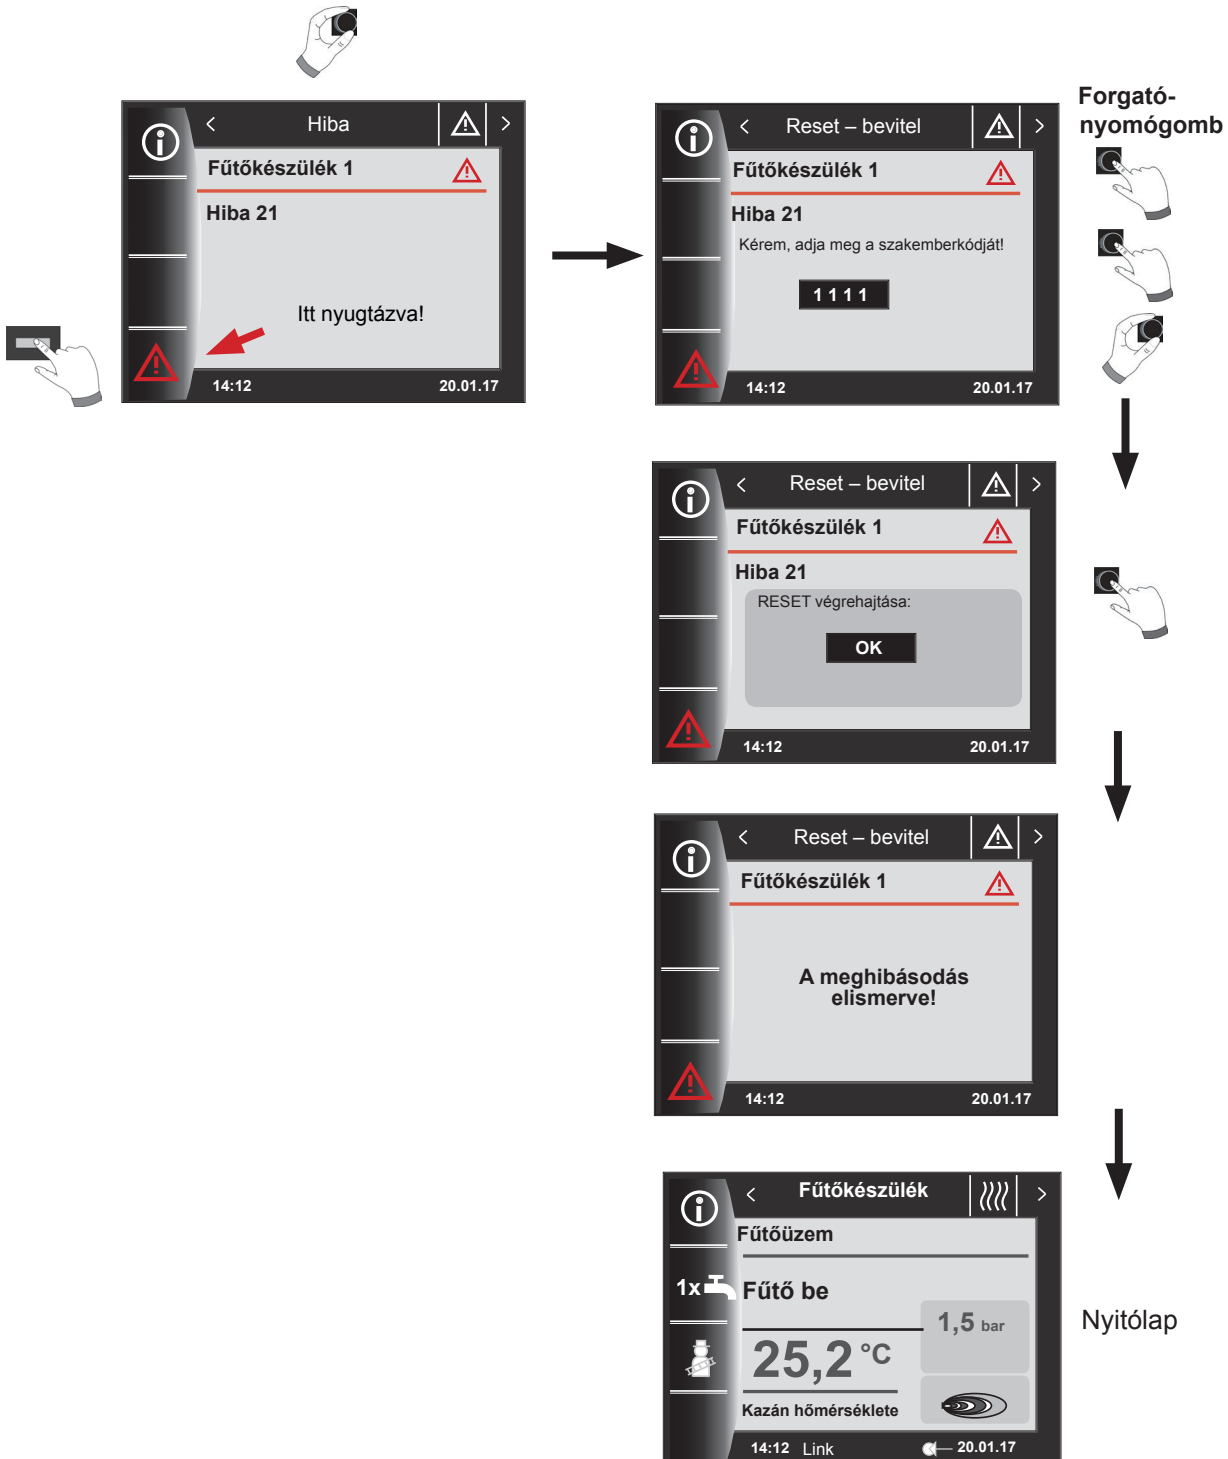 Hiba
Fűtőkészülék 1
Hiba 21
Itt nyugtázva!
14:12 20.01.17
Reset – bevitel
Fűtőkészülék 1
Hiba 21
Kérem, adja meg a szakemberkódját!
1 1 1 1
14:12 20.01.17
Forgató-
nyomógomb
Reset – bevitel
Fűtőkészülék 1
Hiba 21
RESET végrehajtása:
OK
14:12 20.01.17
Reset – bevitel
Fűtőkészülék 1
A meghibásodás
elismerve!
14:12 20.01.17
Fűtőkészülék
Fűtőüzem
1x
Fűtő be
1,5 bar
25,2 °C
Kazán hőmérséklete
14:12 Link 20.01.17
Nyitólap